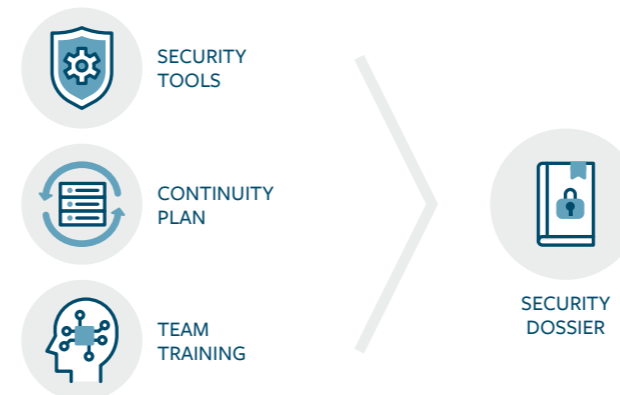 SECURITY
TOOLS
CONTINUITY
PLAN
TEAM
TRAINING
SECURITY
DOSSIER